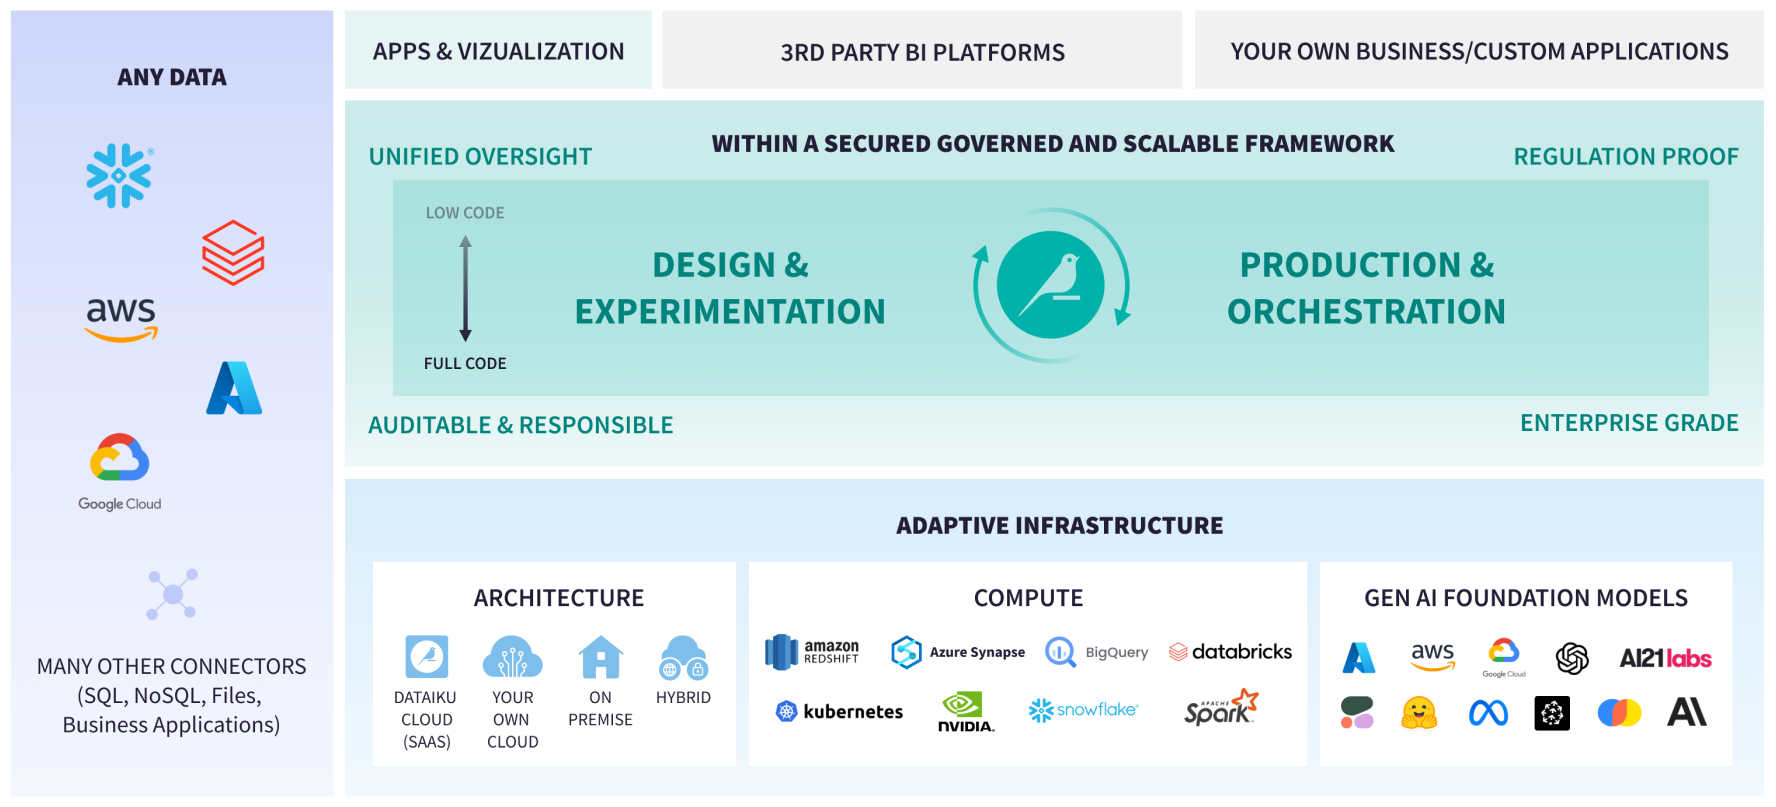 ANY DATA
®
aws
Google Cloud
MANY OTHER CONNECTORS
(SQL, NoSQL, Files,
Business Applications)
APPS & VIZUALIZATION
3RD PARTY BI PLATFORMS
YOUR OWN BUSINESS/CUSTOM APPLICATIONS
WITHIN A SECURED GOVERNED AND SCALABLE FRAMEWORK
UNIFIED OVERSIGHT
REGULATION PROOF
LOW CODE
FULL CODE
DESIGN &
EXPERIMENTATION
PRODUCTION &
ORCHESTRATION
AUDITABLE & RESPONSIBLE
ENTERPRISE GRADE
ADAPTIVE INFRASTRUCTURE
ARCHITECTURE
DATAIKU
CLOUD
(SAAS)
YOUR
OWN
CLOUD
ON
PREMISE
HYBRID
COMPUTE
amazon
REDSHIFT
Azure Synapse
BigQuery
databricks
kubernetes
NVIDIA.
snowflake®
APACHE
Spark™
GEN AI FOUNDATION MODELS
aws
Google Cloud
AI21labs